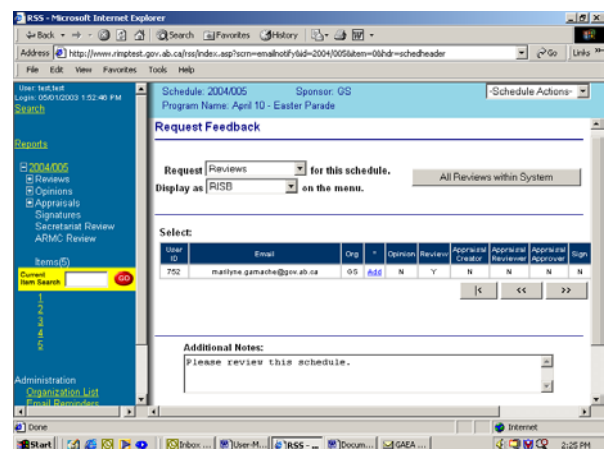 RSS - Microsoft Internet Explorer
Back Search Favorites History
Address http://www.rimptest.gov.ab.ca/rss/index.asp?scrn=emailnotify&id=2004/005&item=0&hdr=schedheader Go Links »
File Edit View Favorites Tools Help
User: test,test
Login: 05/01/2003 1:52:46 PM
Search
Reports
2004/005
Reviews
Opinions
Appraisals
Signatures
Secretariat Review
ARMC Review
Items(5)
Current Item Search GO
1
2
3
4
5
Administration
Organization List
Email Reminders
Schedule: 2004/005 Sponsor: GS
-Schedule Actions-
Program Name: April 10 - Easter Parade
Request Feedback
Request Reviews for this schedule.
All Reviews within System
Display as RISB on the menu.
Select:
User ID Email Org * Opinion Review Appraisal Creator Appraisal Reviewer Appraisal Approver Sign
752 marilyne.gamache@gov.ab.ca GS Add N Y N N N N
|< << >>
Additional Notes:
Please review this schedule.
Done Internet
Start Inbox ... User-M... RSS - ... Docum... GAEA ... 2:25 PM